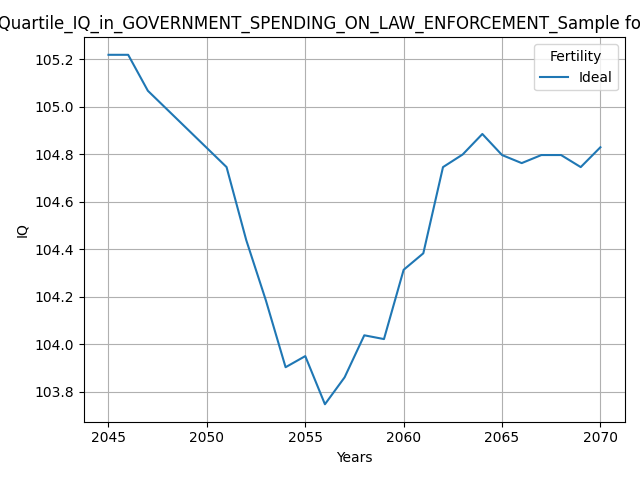 Quartile_IQ_in_GOVERNMENT_SPENDING_ON_LAW_ENFORCEMENT_Sample fo
Fertility
Ideal
105.2
105.0
104.8
104.6
104.4
104.2
104.0
103.8
IQ
2045 2050 2055 2060 2065 2070
Years